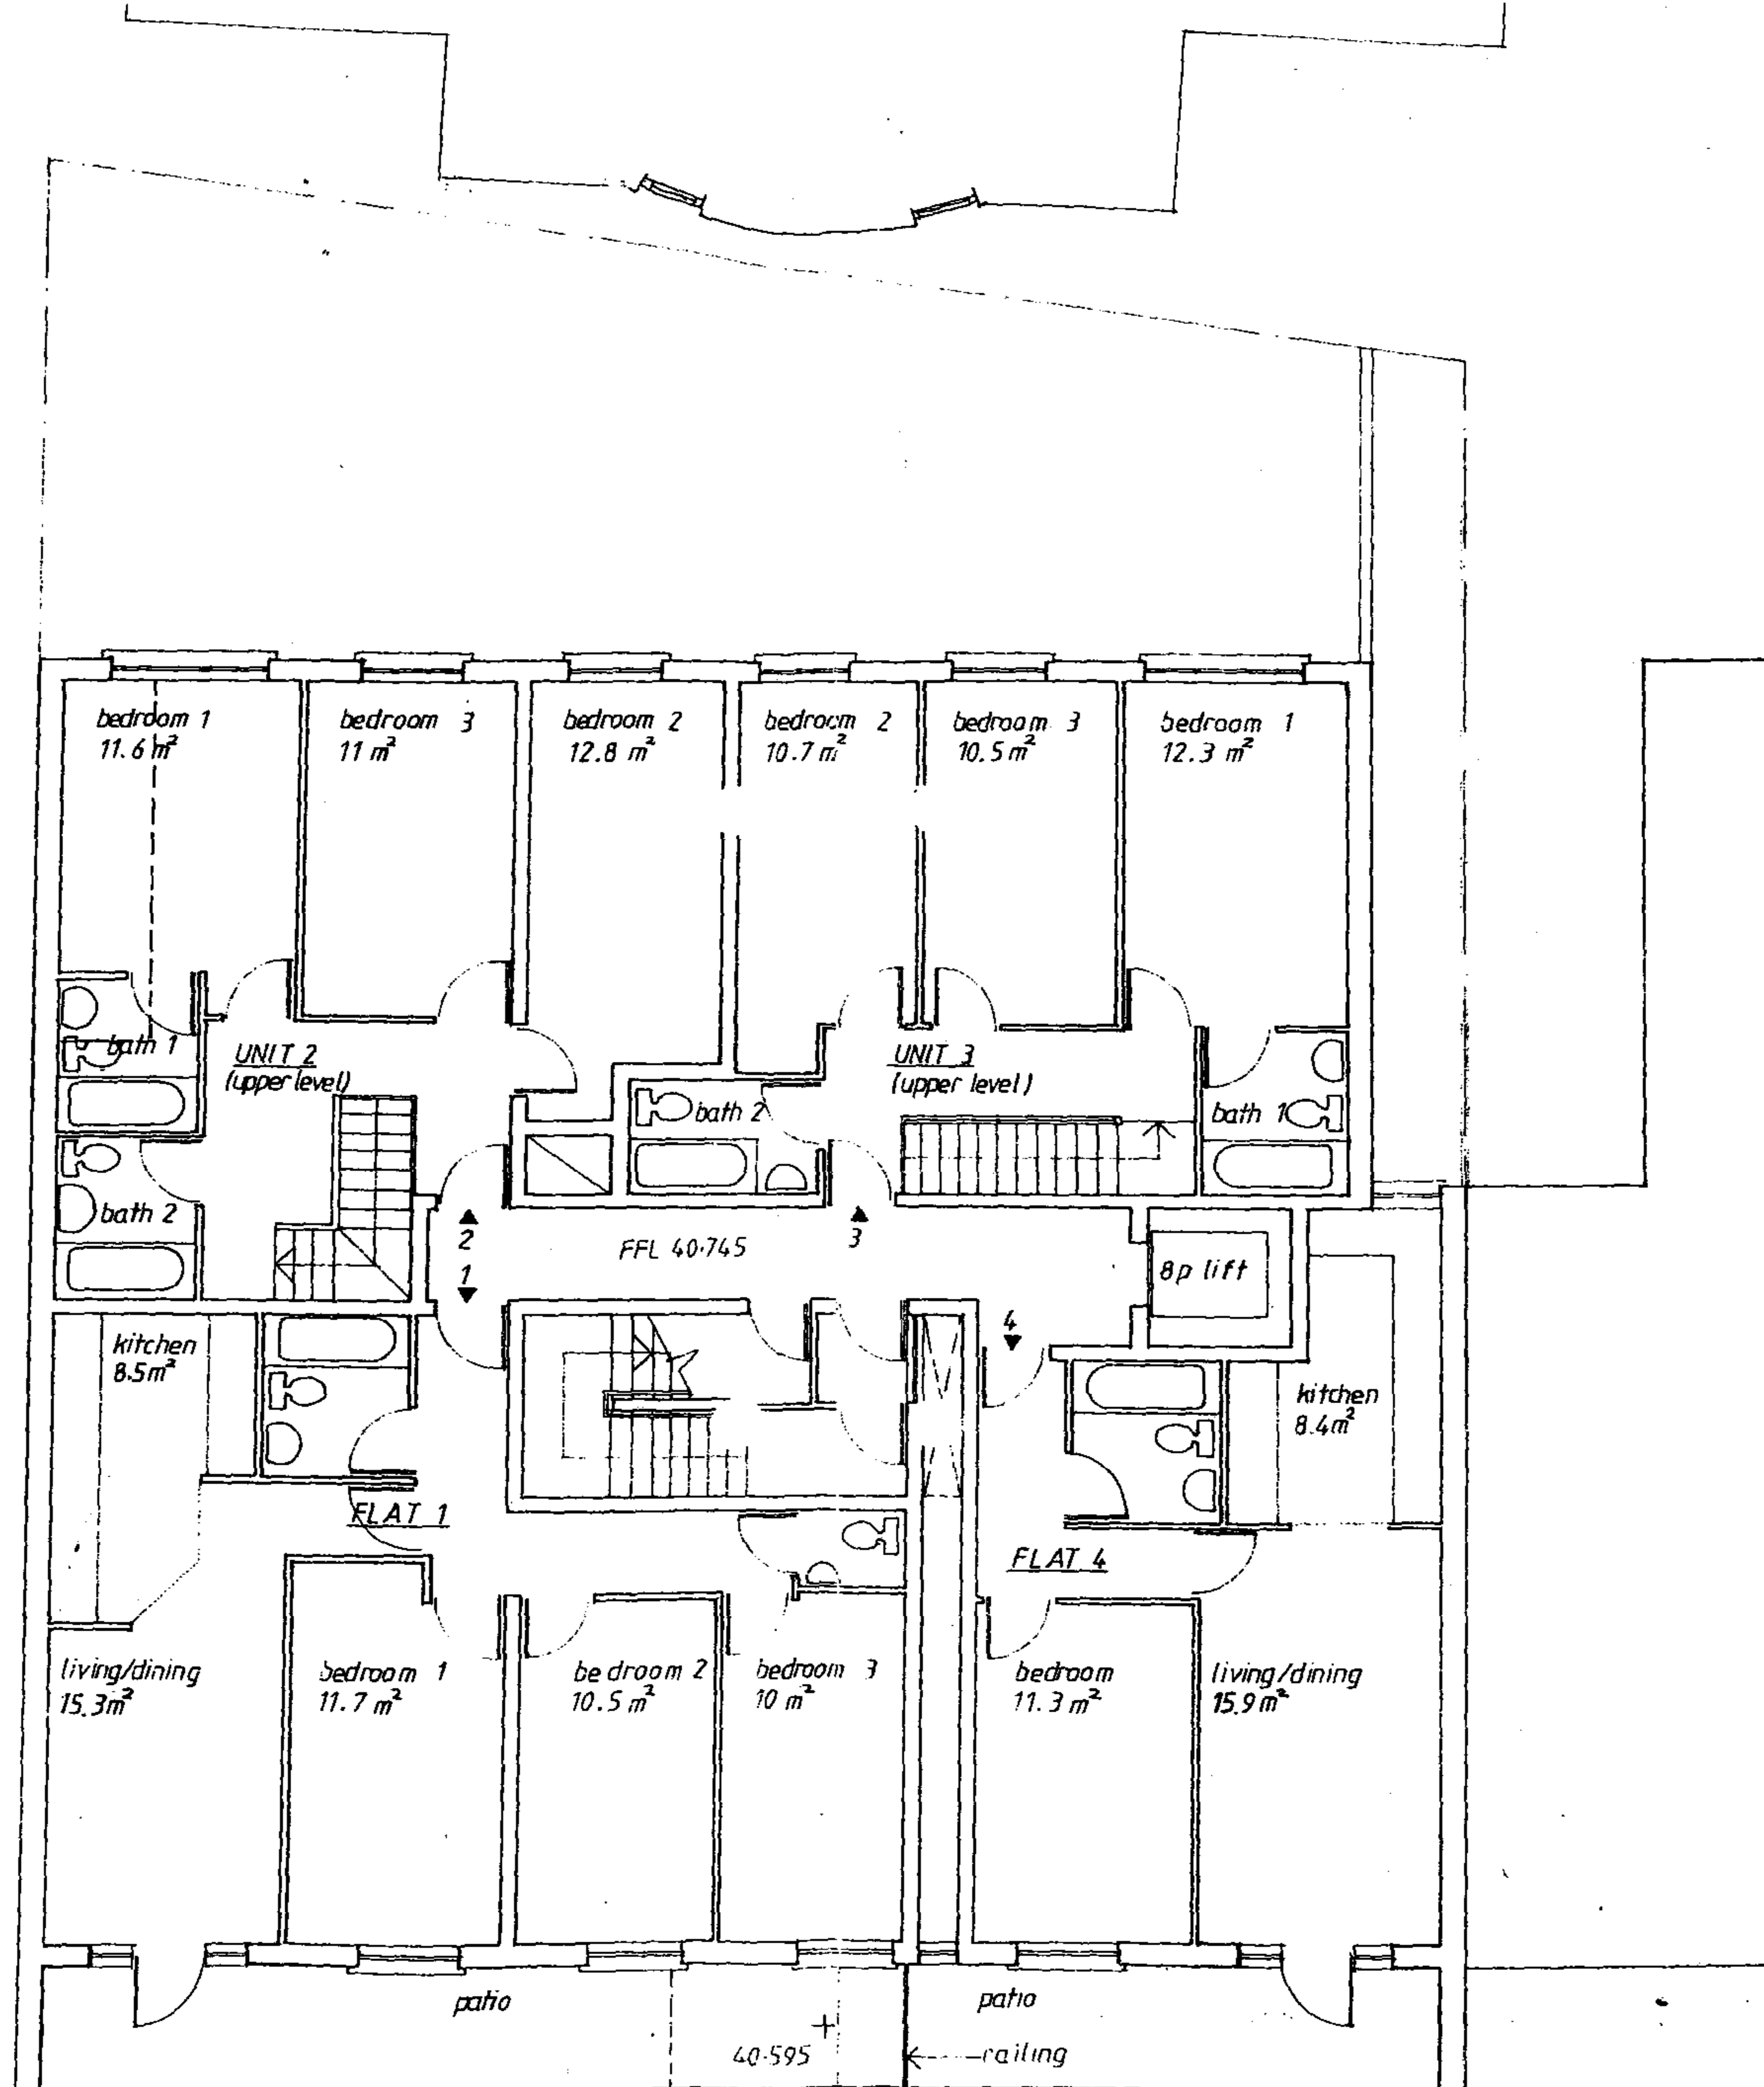 bedroom 1
11.6 m²
bedroom 3
11 m²
bedroom 2
12.8 m²
bedroom 2
10.7 m²
bedroom 3
10.5 m²
bedroom 1
12.3 m²
bath 1
UNIT 2
(upper level)
UNIT 3
(upper level)
bath 2
bath 1
bath 2
2
1
FFL 40·745
3
8p lift
4
kitchen
8.5m²
kitchen
8.4m²
FLAT 1
FLAT 4
living/dining
15.3m²
bedroom 1
11.7 m²
bedroom 2
10.5 m²
bedroom 3
10 m²
bedroom
11.3 m²
living/dining
15.9m²
patio
patio
40·595
railing